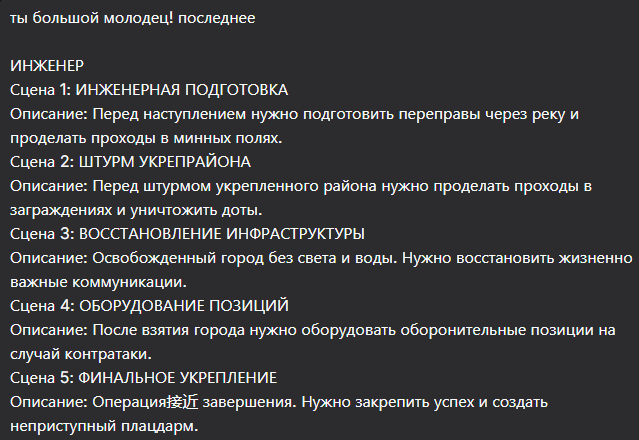 ты большой молодец! последнее
ИНЖЕНЕР
Сцена 1: ИНЖЕНЕРНАЯ ПОДГОТОВКА
Описание: Перед наступлением нужно подготовить переправы через реку и
проделать проходы в минных полях.
Сцена 2: ШТУРМ УКРЕПРАЙОНА
Описание: Перед штурмом укрепленного района нужно проделать проходы в
заграждениях и уничтожить доты.
Сцена 3: ВОССТАНОВЛЕНИЕ ИНФРАСТРУКТУРЫ
Описание: Освобожденный город без света и воды. Нужно восстановить жизненно
важные коммуникации.
Сцена 4: ОБОРУДОВАНИЕ ПОЗИЦИЙ
Описание: После взятия города нужно оборудовать оборонительные позиции на
случай контратаки.
Сцена 5: ФИНАЛЬНОЕ УКРЕПЛЕНИЕ
Описание: Операция接近 завершения. Нужно закрепить успех и создать
неприступный плацдарм.